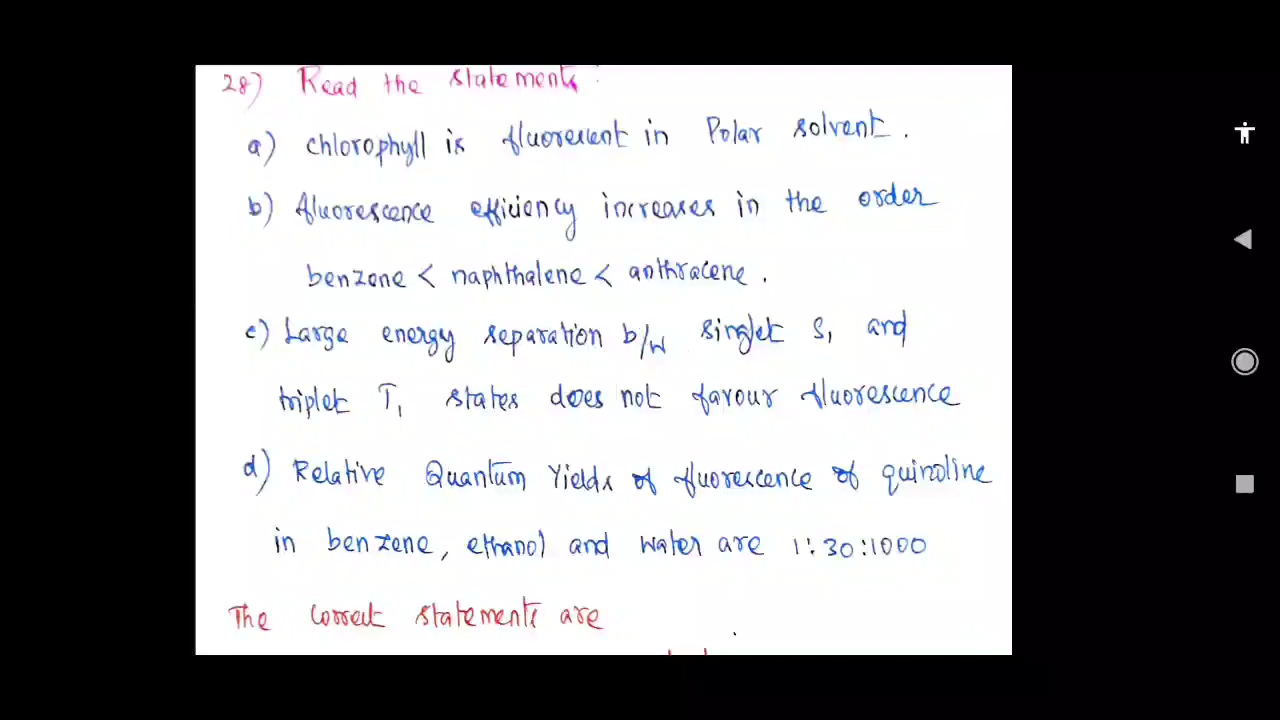 28) Read the statements:
a) chlorophyll is fluorescent in Polar solvent.
b) fluorescence efficiency increases in the order
benzene < naphthalene < anthracene.
c) Large energy separation b/w singlet S1 and
triplet T1 states does not favour fluorescence
d) Relative Quantum Yields of fluorescence of quinoline
in benzene, ethanol and water are 1:30:1000
The correct statements are